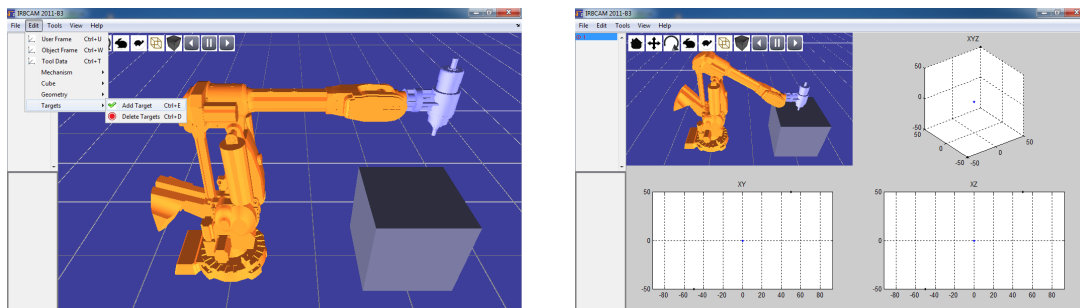 IRBCAM 2011-B3
File Edit Tools View Help
User Frame Ctrl+U
Object Frame Ctrl+W
Tool Data Ctrl+T
Mechanism
Cube
Geometry
Targets
Add Target Ctrl+E
Delete Targets Ctrl+D
IRBCAM 2011-B3
File Edit Tools View Help
XYZ
50
0
-50
-50
0
50
-50
0
50
XY
50
0
-50
-80 -60 -40 -20 0 20 40 60 80
XZ
50
0
-50
-80 -60 -40 -20 0 20 40 60 80